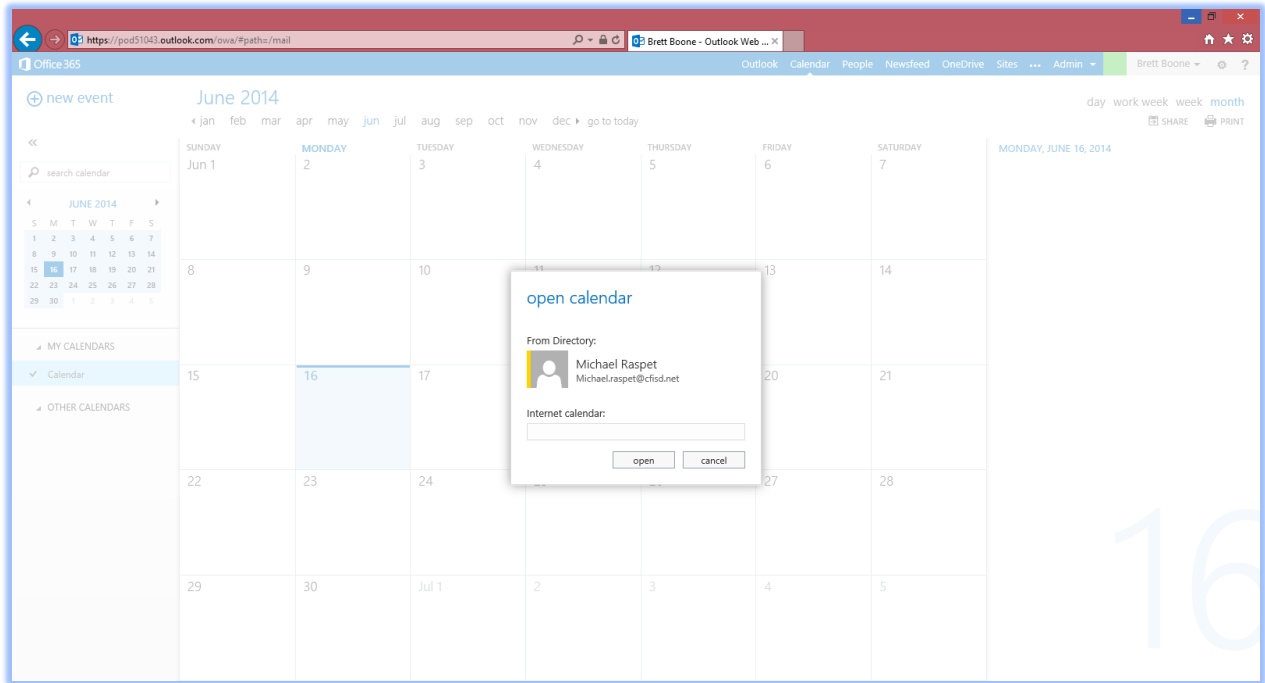 https://pod51043.outlook.com/owa/#path=/mail
Brett Boone - Outlook Web ...
Office 365
Outlook Calendar People Newsfeed OneDrive Sites ... Admin Brett Boone ?
new event
June 2014
day work week week month
jan feb mar apr may jun jul aug sep oct nov dec go to today
SHARE PRINT
SUNDAY MONDAY TUESDAY WEDNESDAY THURSDAY FRIDAY SATURDAY
MONDAY, JUNE 16, 2014
Jun 1 2 3 4 5 6 7
search calendar
JUNE 2014
S M T W T F S
1 2 3 4 5 6 7
8 9 10 11 12 13 14
15 16 17 18 19 20 21
22 23 24 25 26 27 28
29 30 1 2 3 4 5
MY CALENDARS
Calendar
OTHER CALENDARS
8 9 10 11 12 13 14
open calendar
From Directory:
Michael Raspet
Michael.raspet@cfisd.net
Internet calendar:
open cancel
15 16 17 20 21
22 23 24 25 26 27 28
29 30 Jul 1 2 3 4 5
16